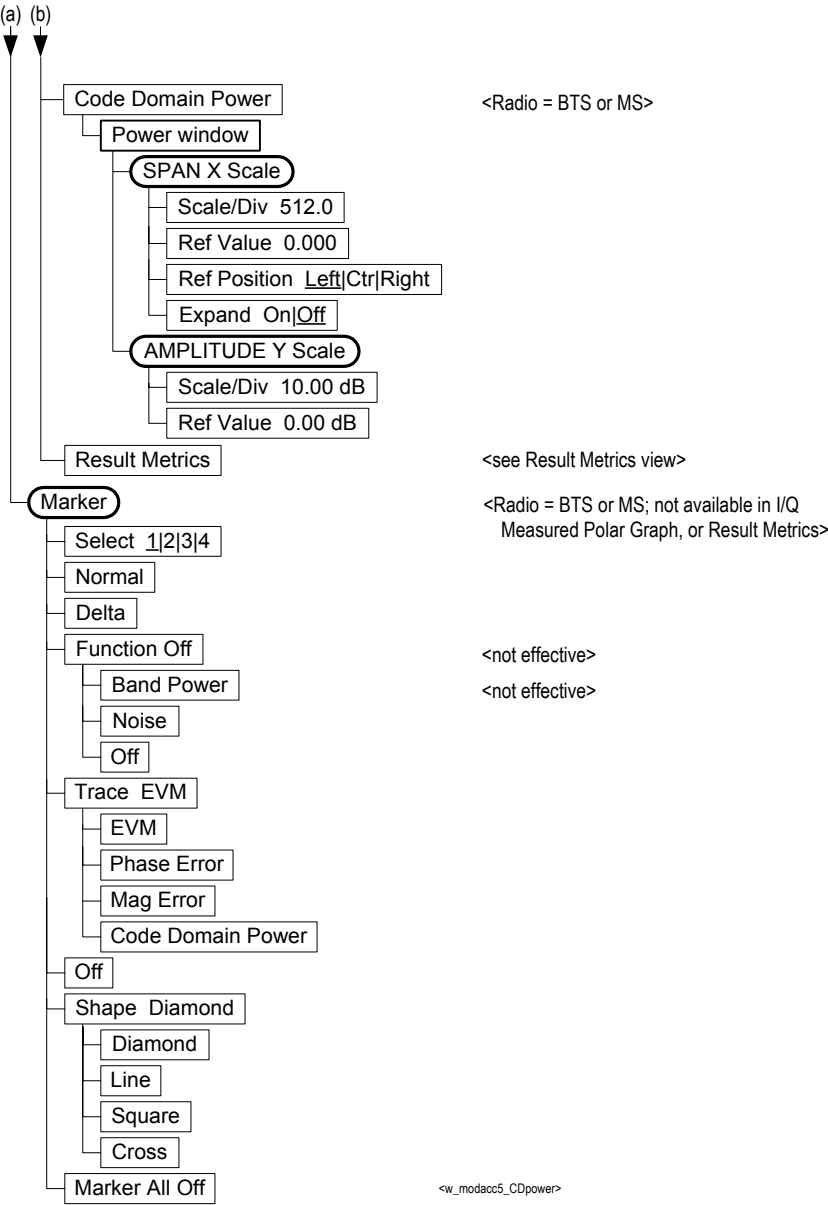 (a) (b)
Code Domain Power <Radio = BTS or MS>
Power window
SPAN X Scale
Scale/Div 512.0
Ref Value 0.000
Ref Position Left|Ctr|Right
Expand On|Off
AMPLITUDE Y Scale
Scale/Div 10.00 dB
Ref Value 0.00 dB
Result Metrics <see Result Metrics view>
Marker <Radio = BTS or MS; not available in I/Q
Measured Polar Graph, or Result Metrics>
Select 1|2|3|4
Normal
Delta
Function Off <not effective>
Band Power <not effective>
Noise
Off
Trace EVM
EVM
Phase Error
Mag Error
Code Domain Power
Off
Shape Diamond
Diamond
Line
Square
Cross
Marker All Off <w_modacc5_CDpower>